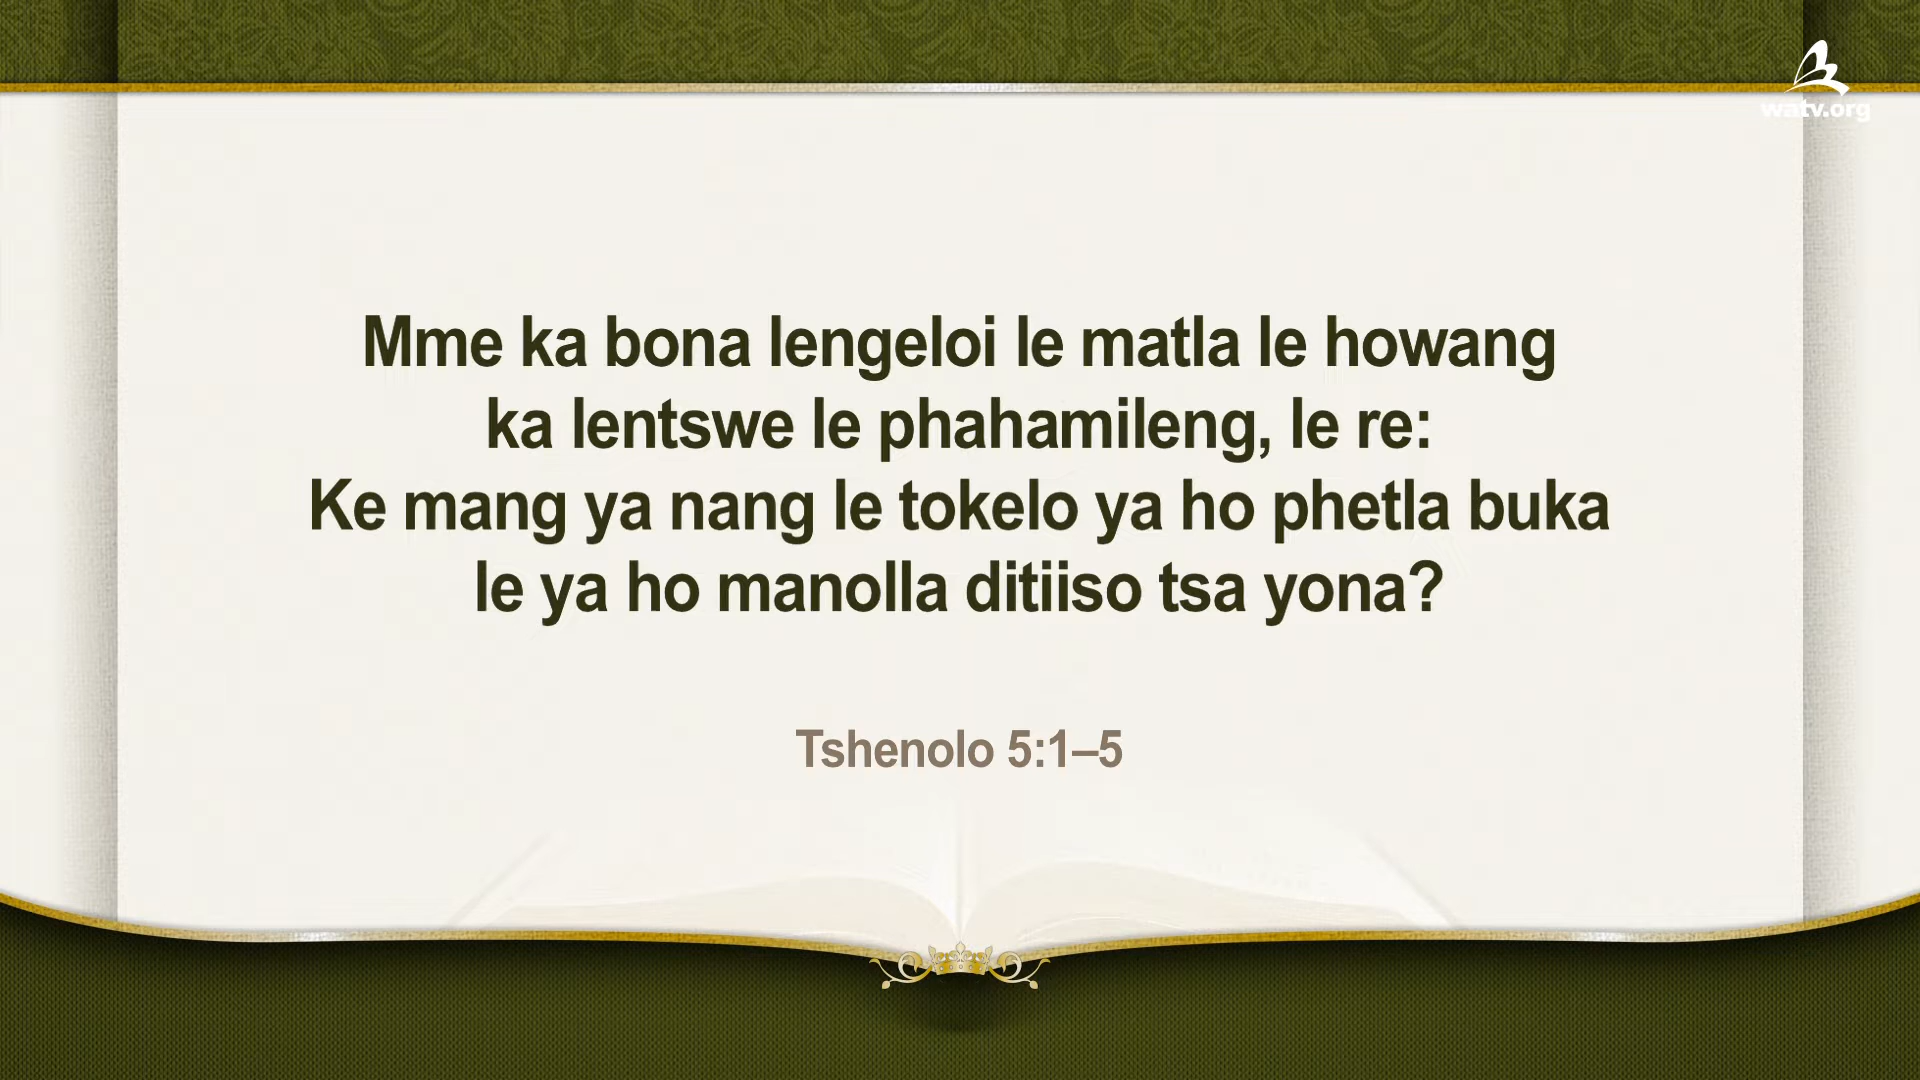 watv.org
Mme ka bona lengeloi le matla le howang
ka lentswe le phahamileng, le re:
Ke mang ya nang le tokelo ya ho phetla buka
le ya ho manolla ditiiso tsa yona?
Tshenolo 5:1–5